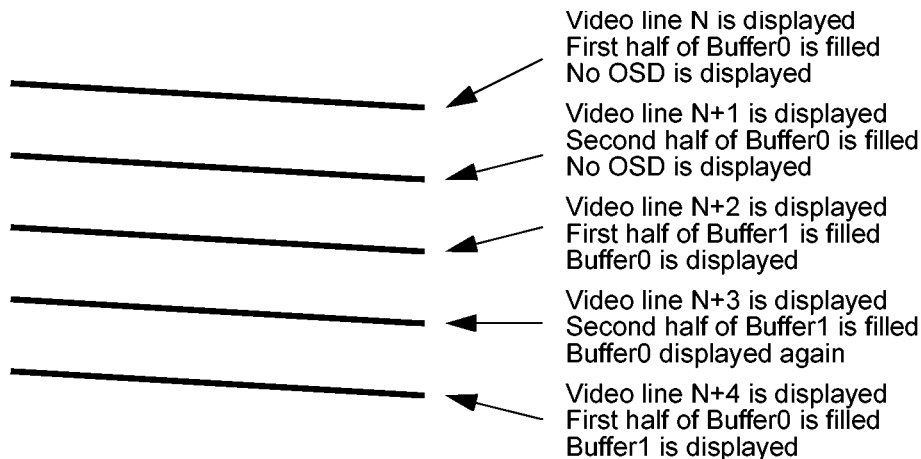 Video line N is displayed
First half of Buffer0 is filled
No OSD is displayed
Video line N+1 is displayed
Second half of Buffer0 is filled
No OSD is displayed
Video line N+2 is displayed
First half of Buffer1 is filled
Buffer0 is displayed
Video line N+3 is displayed
Second half of Buffer1 is filled
Buffer0 displayed again
Video line N+4 is displayed
First half of Buffer0 is filled
Buffer1 is displayed